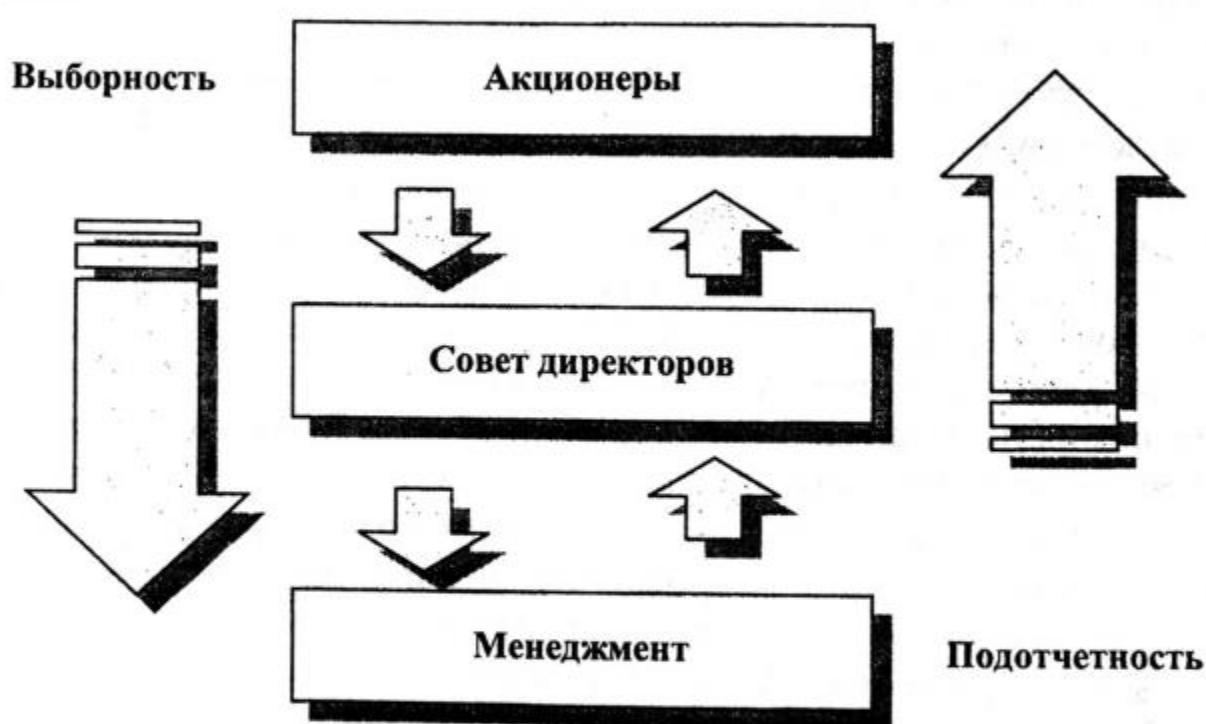 Выборность
Акционеры
Совет директоров
Менеджмент
Подотчетность